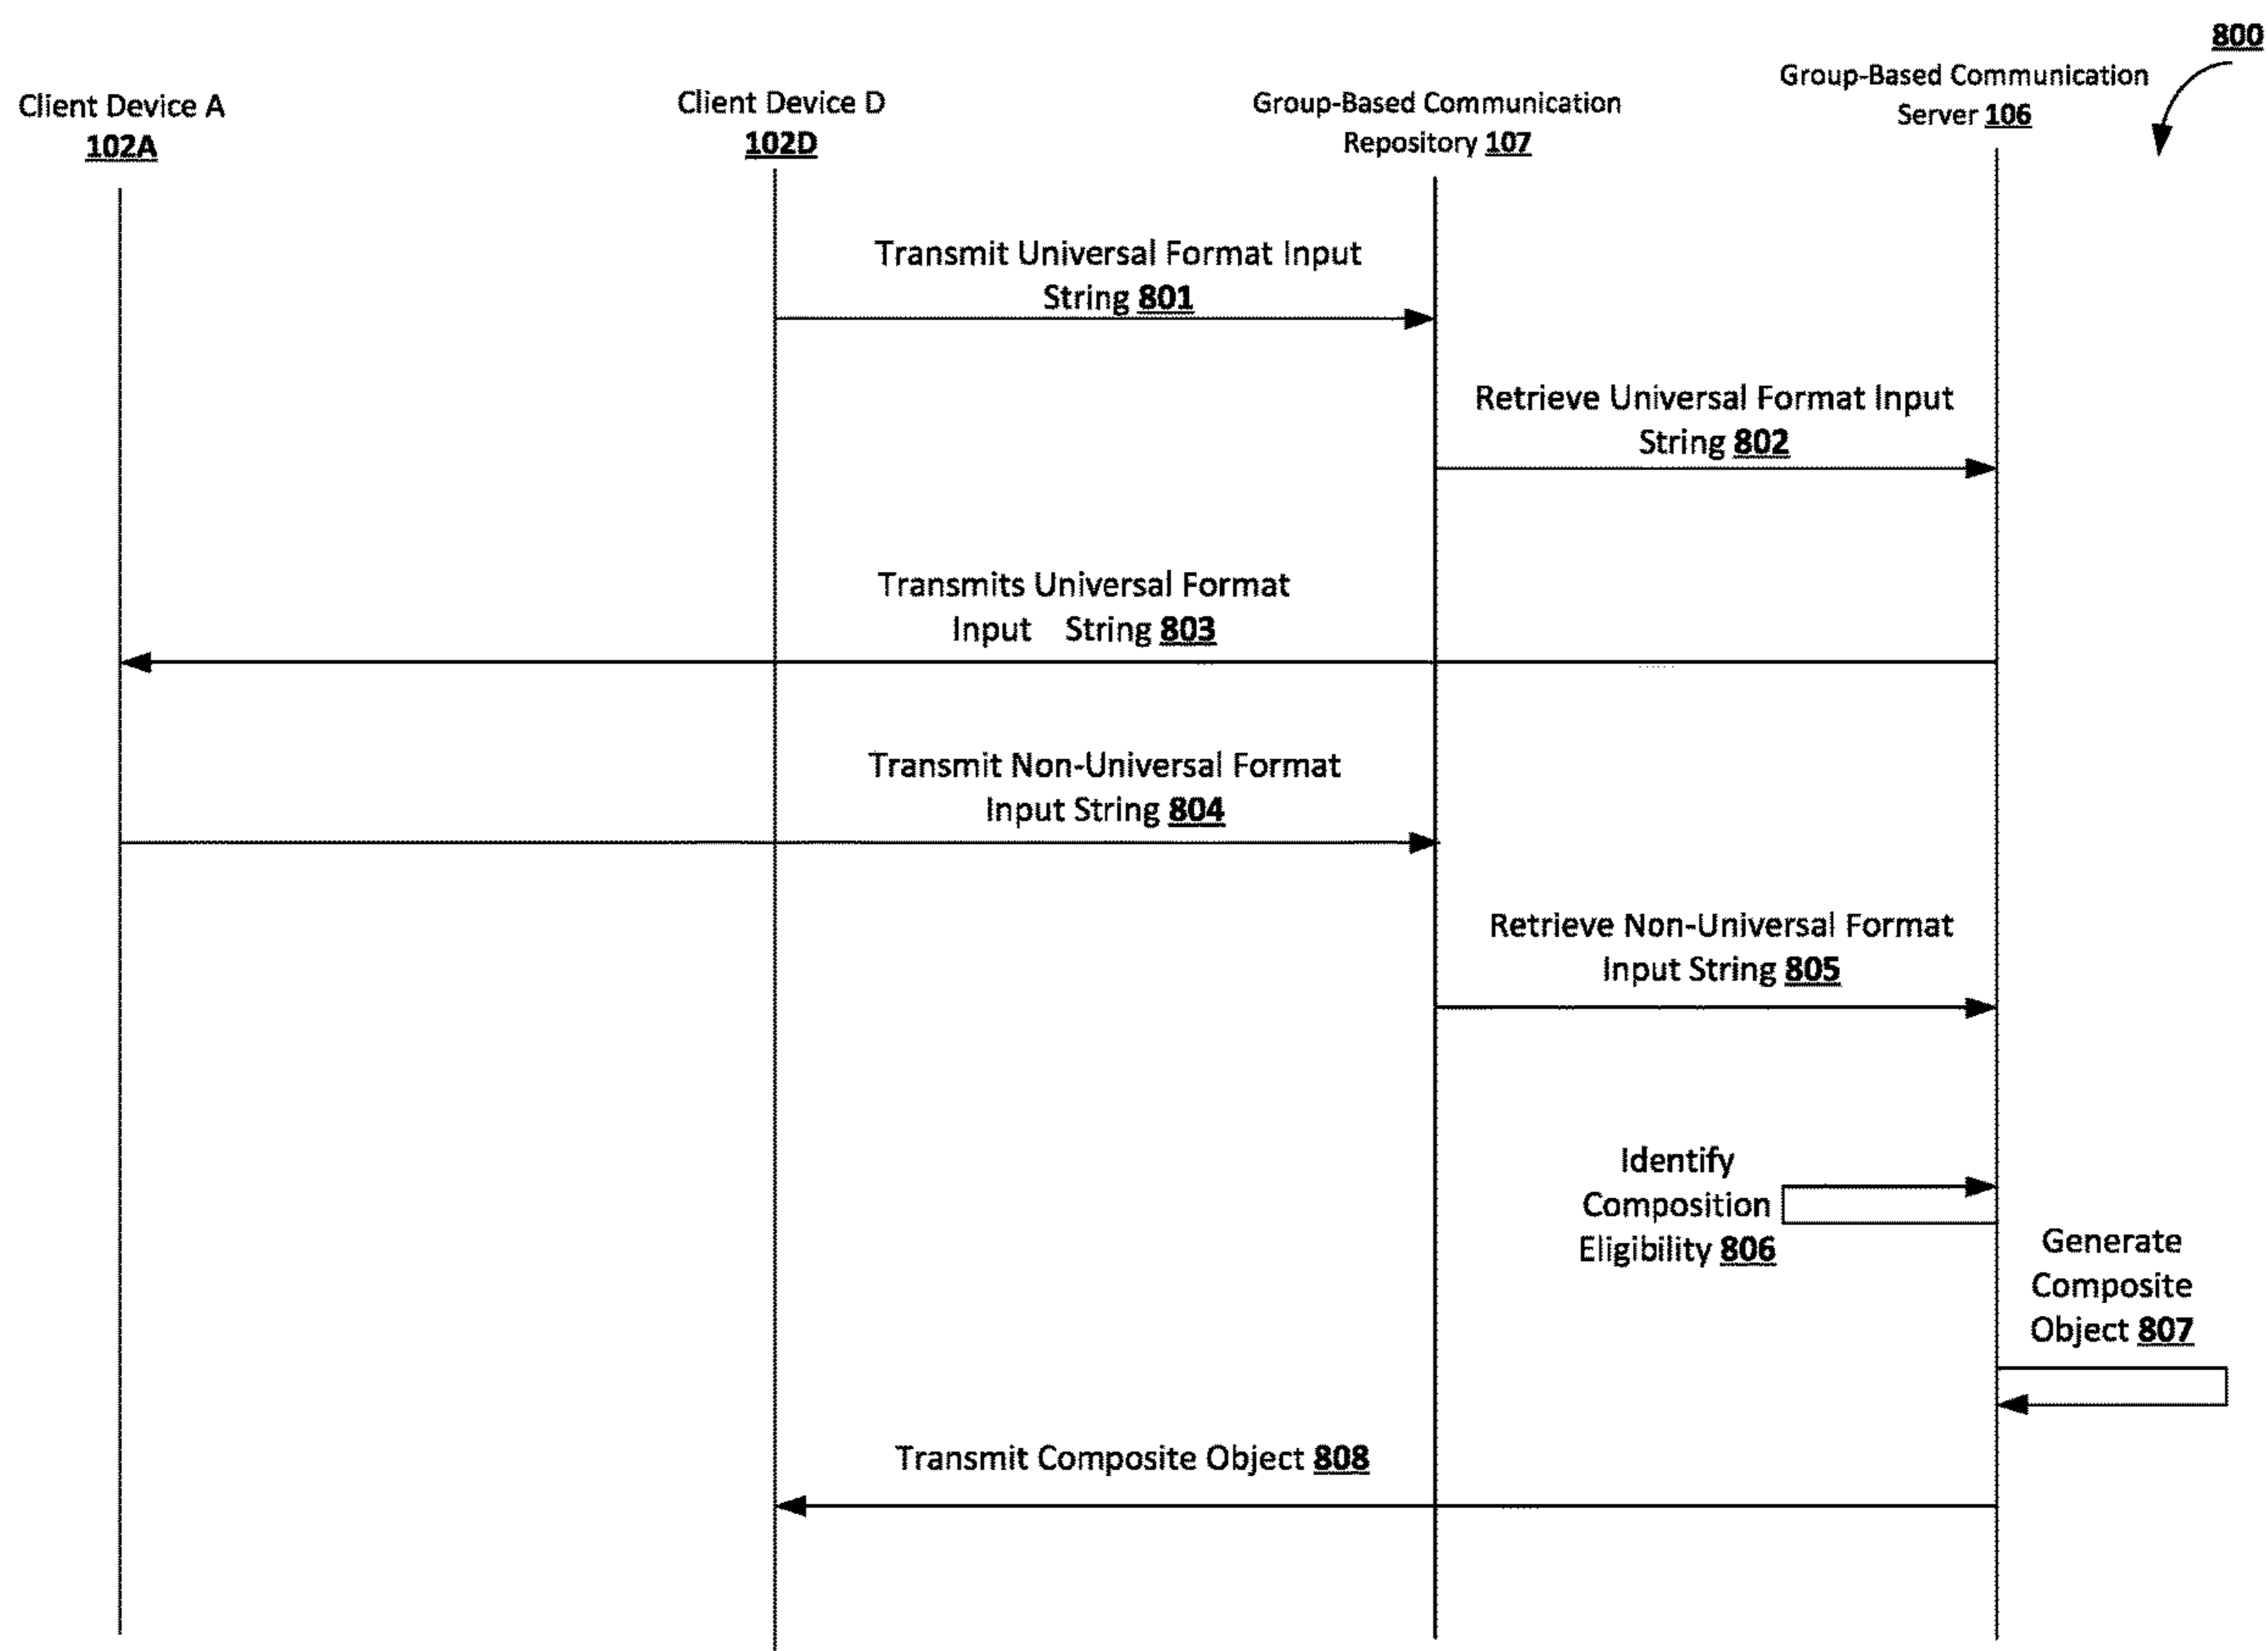 800
Client Device A
102A
Client Device D
102D
Group-Based Communication
Repository 107
Group-Based Communication
Server 106
Transmit Universal Format Input
String 801
Retrieve Universal Format Input
String 802
Transmits Universal Format
Input String 803
Transmit Non-Universal Format
Input String 804
Retrieve Non-Universal Format
Input String 805
Identify
Composition
Eligibility 806
Generate
Composite
Object 807
Transmit Composite Object 808